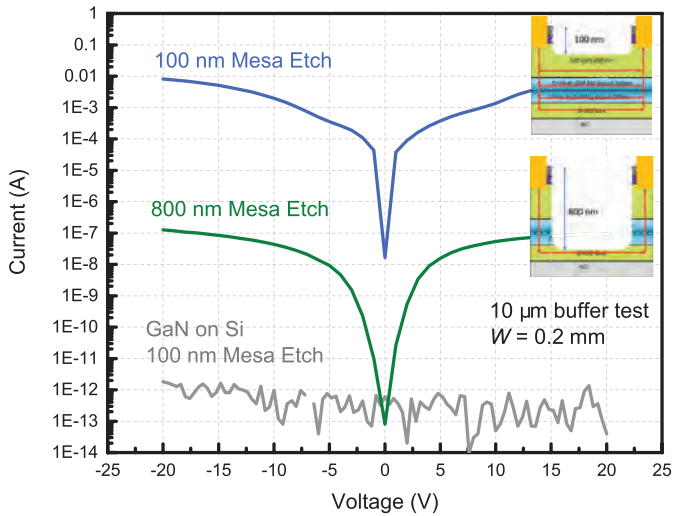 1
0.1
0.01
1E-3
1E-4
1E-5
1E-6
1E-7
1E-8
1E-9
1E-10
1E-11
1E-12
1E-13
1E-14
Current (A)
100 nm Mesa Etch
800 nm Mesa Etch
GaN on Si
100 nm Mesa Etch
100 nm
800 nm
10 µm buffer test
W = 0.2 mm
-25 -20 -15 -10 -5 0 5 10 15 20 25
Voltage (V)